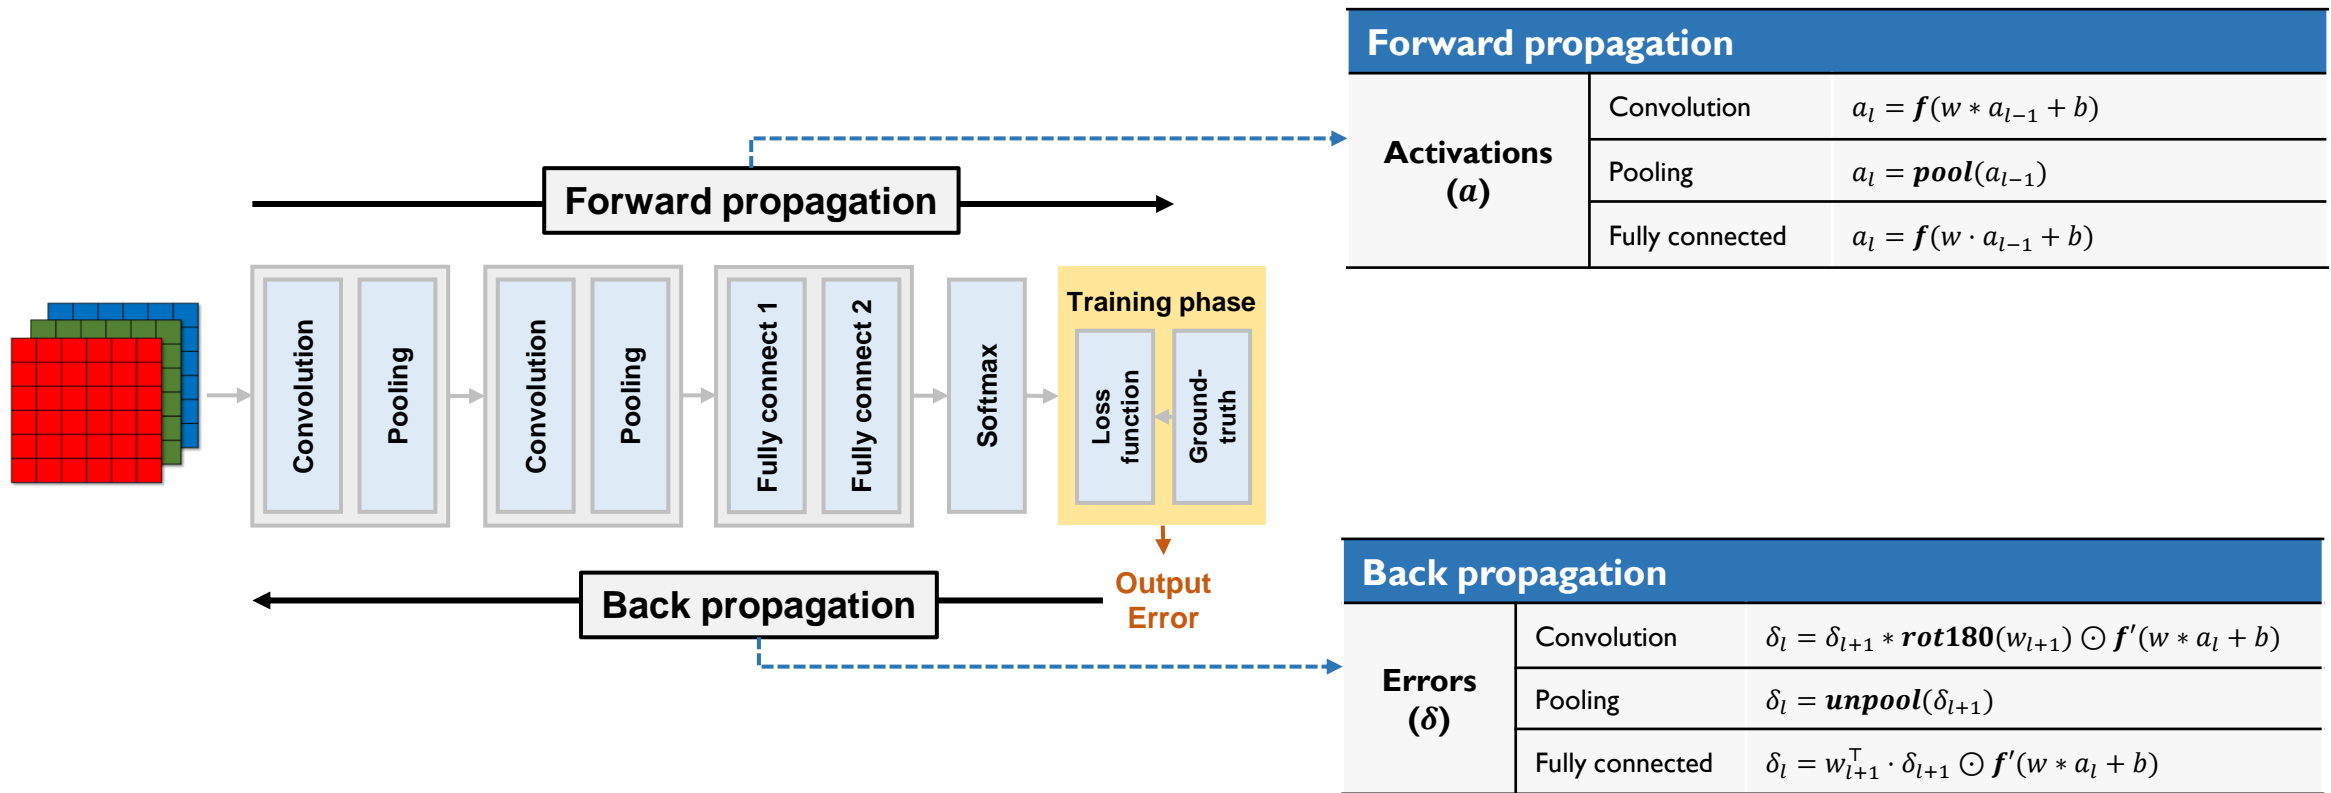 Forward propagation
Activations
(a)
Convolution
a_l = f(w ∗ a_{l−1} + b)
Pooling
a_l = pool(a_{l−1})
Fully connected
a_l = f(w · a_{l−1} + b)
Forward propagation
Convolution
Pooling
Convolution
Pooling
Fully connect 1
Fully connect 2
Softmax
Training phase
Loss
function
Ground-
truth
Output
Error
Back propagation
Back propagation
Errors
(δ)
Convolution
δ_l = δ_{l+1} ∗ rot180(w_{l+1}) ⊙ f′(w ∗ a_l + b)
Pooling
δ_l = unpool(δ_{l+1})
Fully connected
δ_l = w_{l+1}^⊤ · δ_{l+1} ⊙ f′(w ∗ a_l + b)